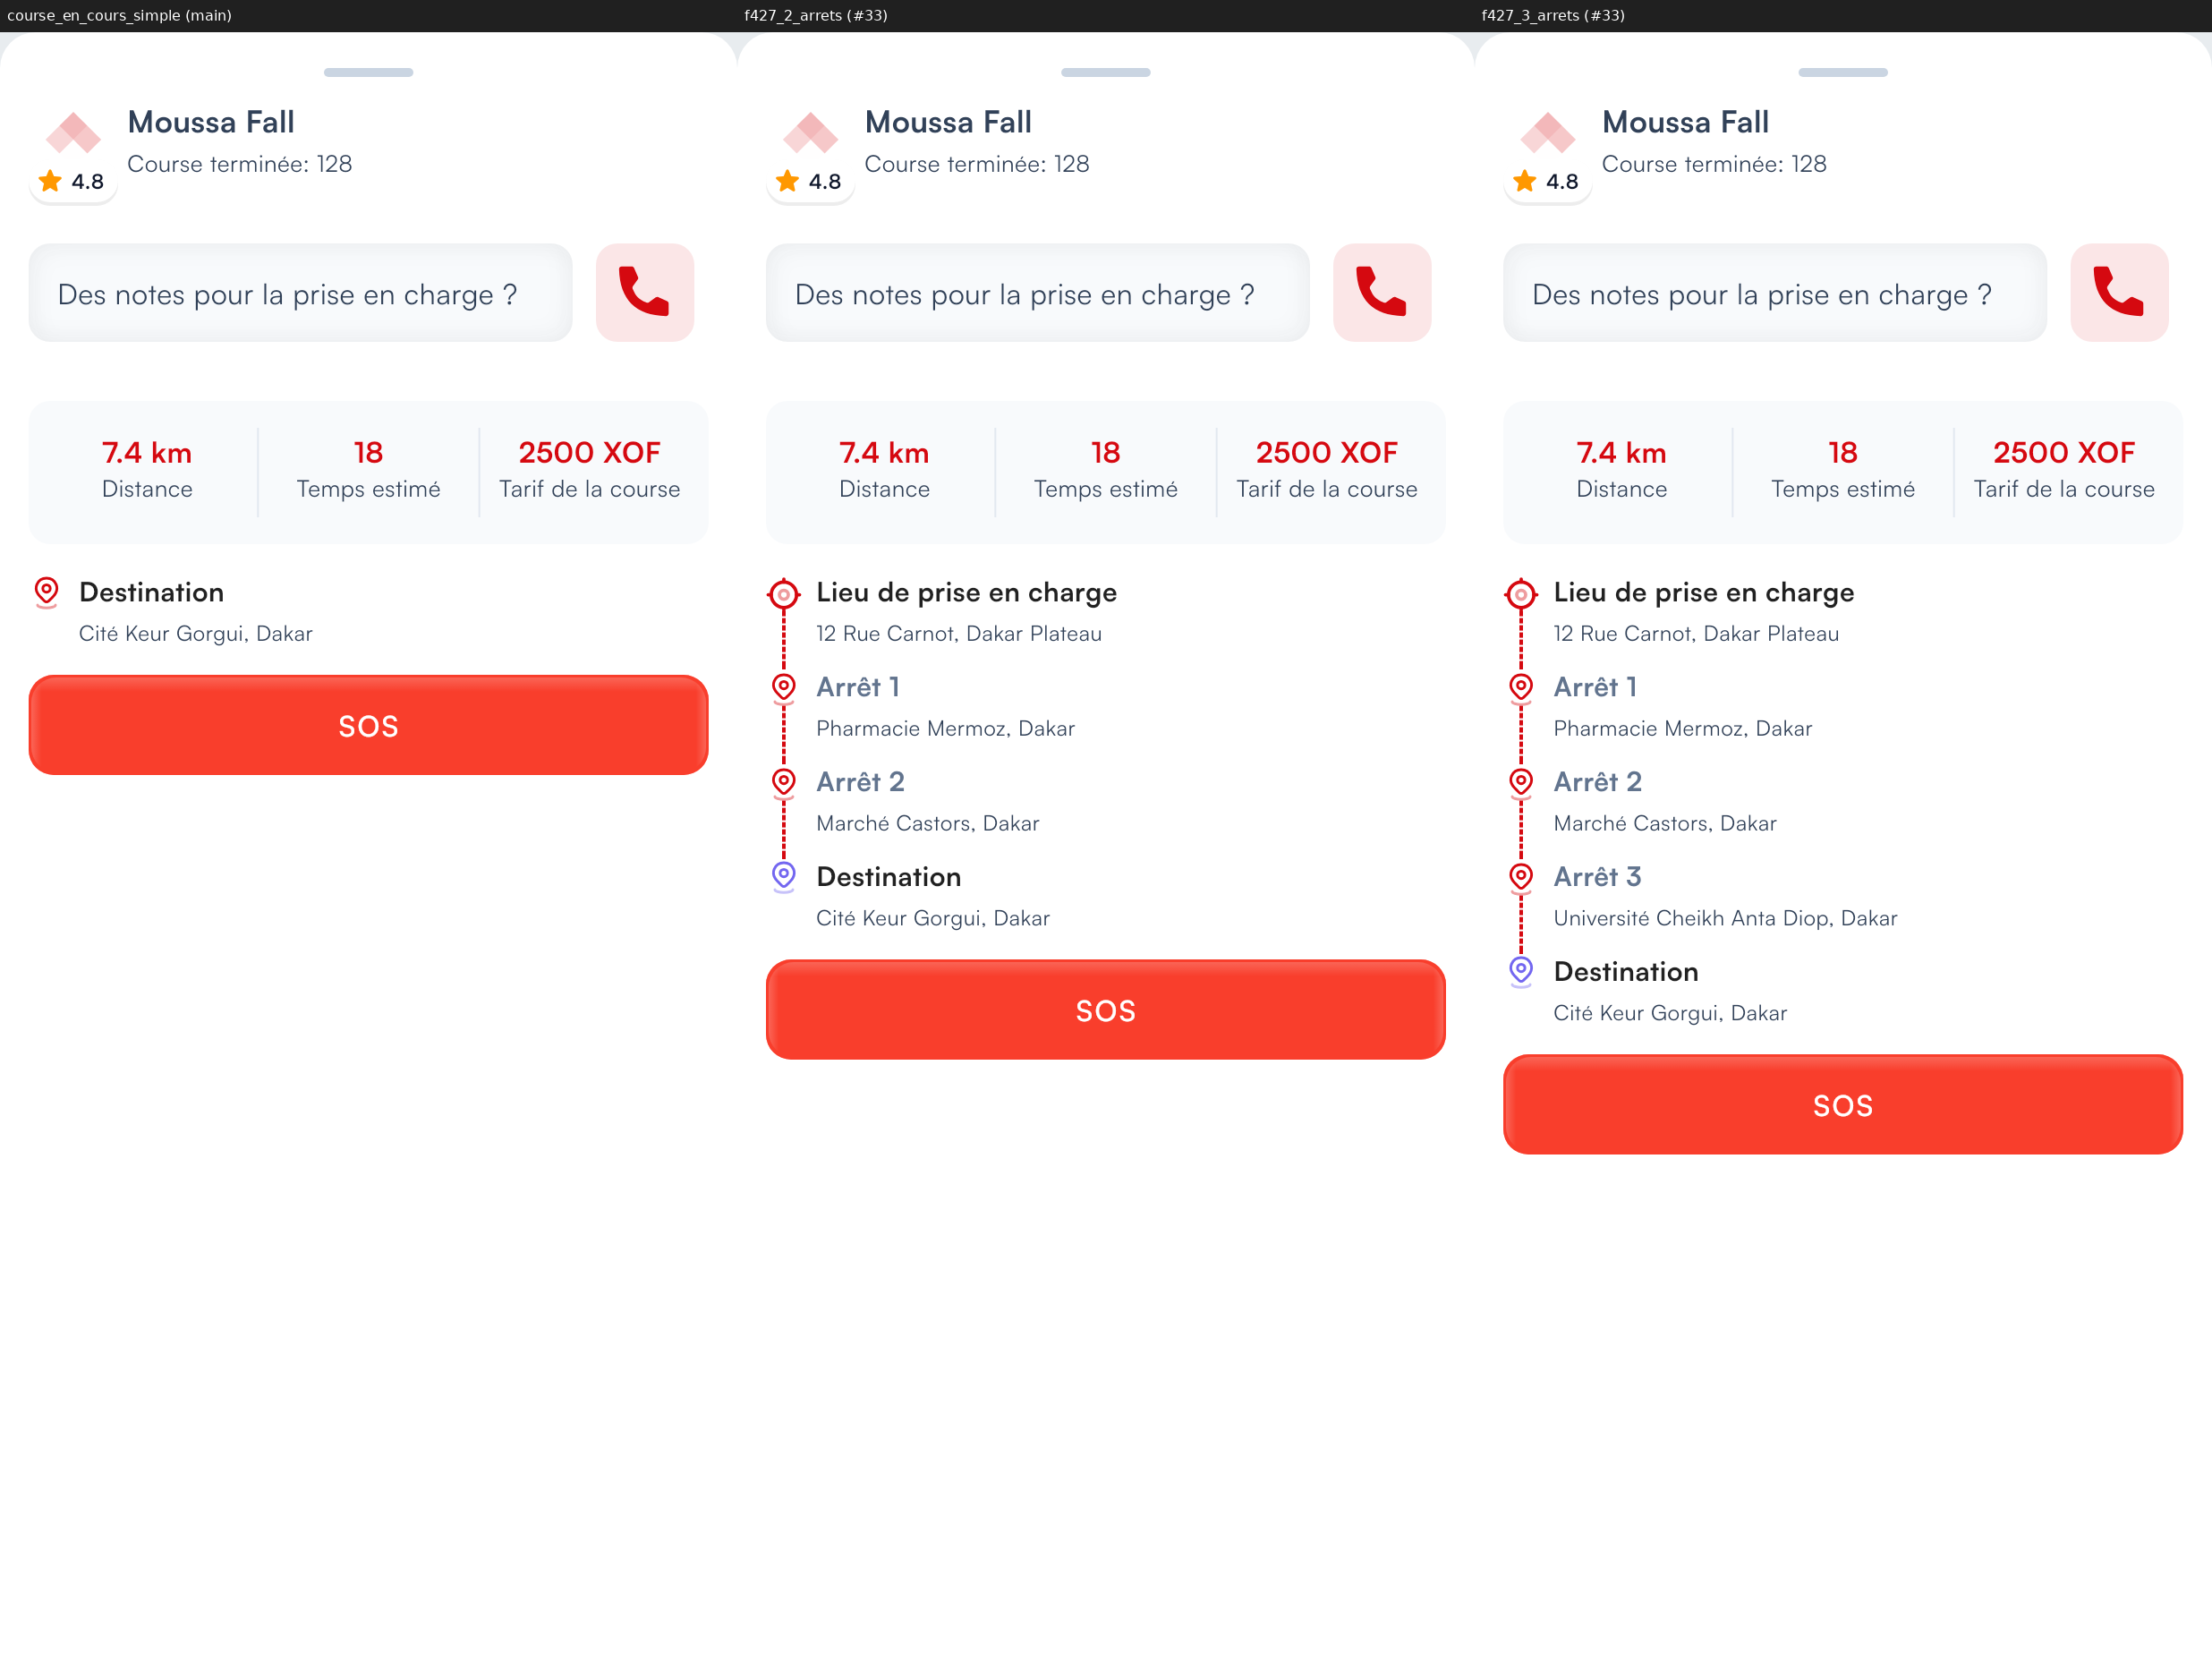 course_en_cours_simple (main)
Moussa Fall
Course terminée: 128
4.8
Des notes pour la prise en charge ?
7.4 km
Distance
18
Temps estimé
2500 XOF
Tarif de la course
Destination
Cité Keur Gorgui, Dakar
SOS
f427_2_arrets (#33)
Moussa Fall
Course terminée: 128
4.8
Des notes pour la prise en charge ?
7.4 km
Distance
18
Temps estimé
2500 XOF
Tarif de la course
Lieu de prise en charge
12 Rue Carnot, Dakar Plateau
Arrêt 1
Pharmacie Mermoz, Dakar
Arrêt 2
Marché Castors, Dakar
Destination
Cité Keur Gorgui, Dakar
SOS
f427_3_arrets (#33)
Moussa Fall
Course terminée: 128
4.8
Des notes pour la prise en charge ?
7.4 km
Distance
18
Temps estimé
2500 XOF
Tarif de la course
Lieu de prise en charge
12 Rue Carnot, Dakar Plateau
Arrêt 1
Pharmacie Mermoz, Dakar
Arrêt 2
Marché Castors, Dakar
Arrêt 3
Université Cheikh Anta Diop, Dakar
Destination
Cité Keur Gorgui, Dakar
SOS